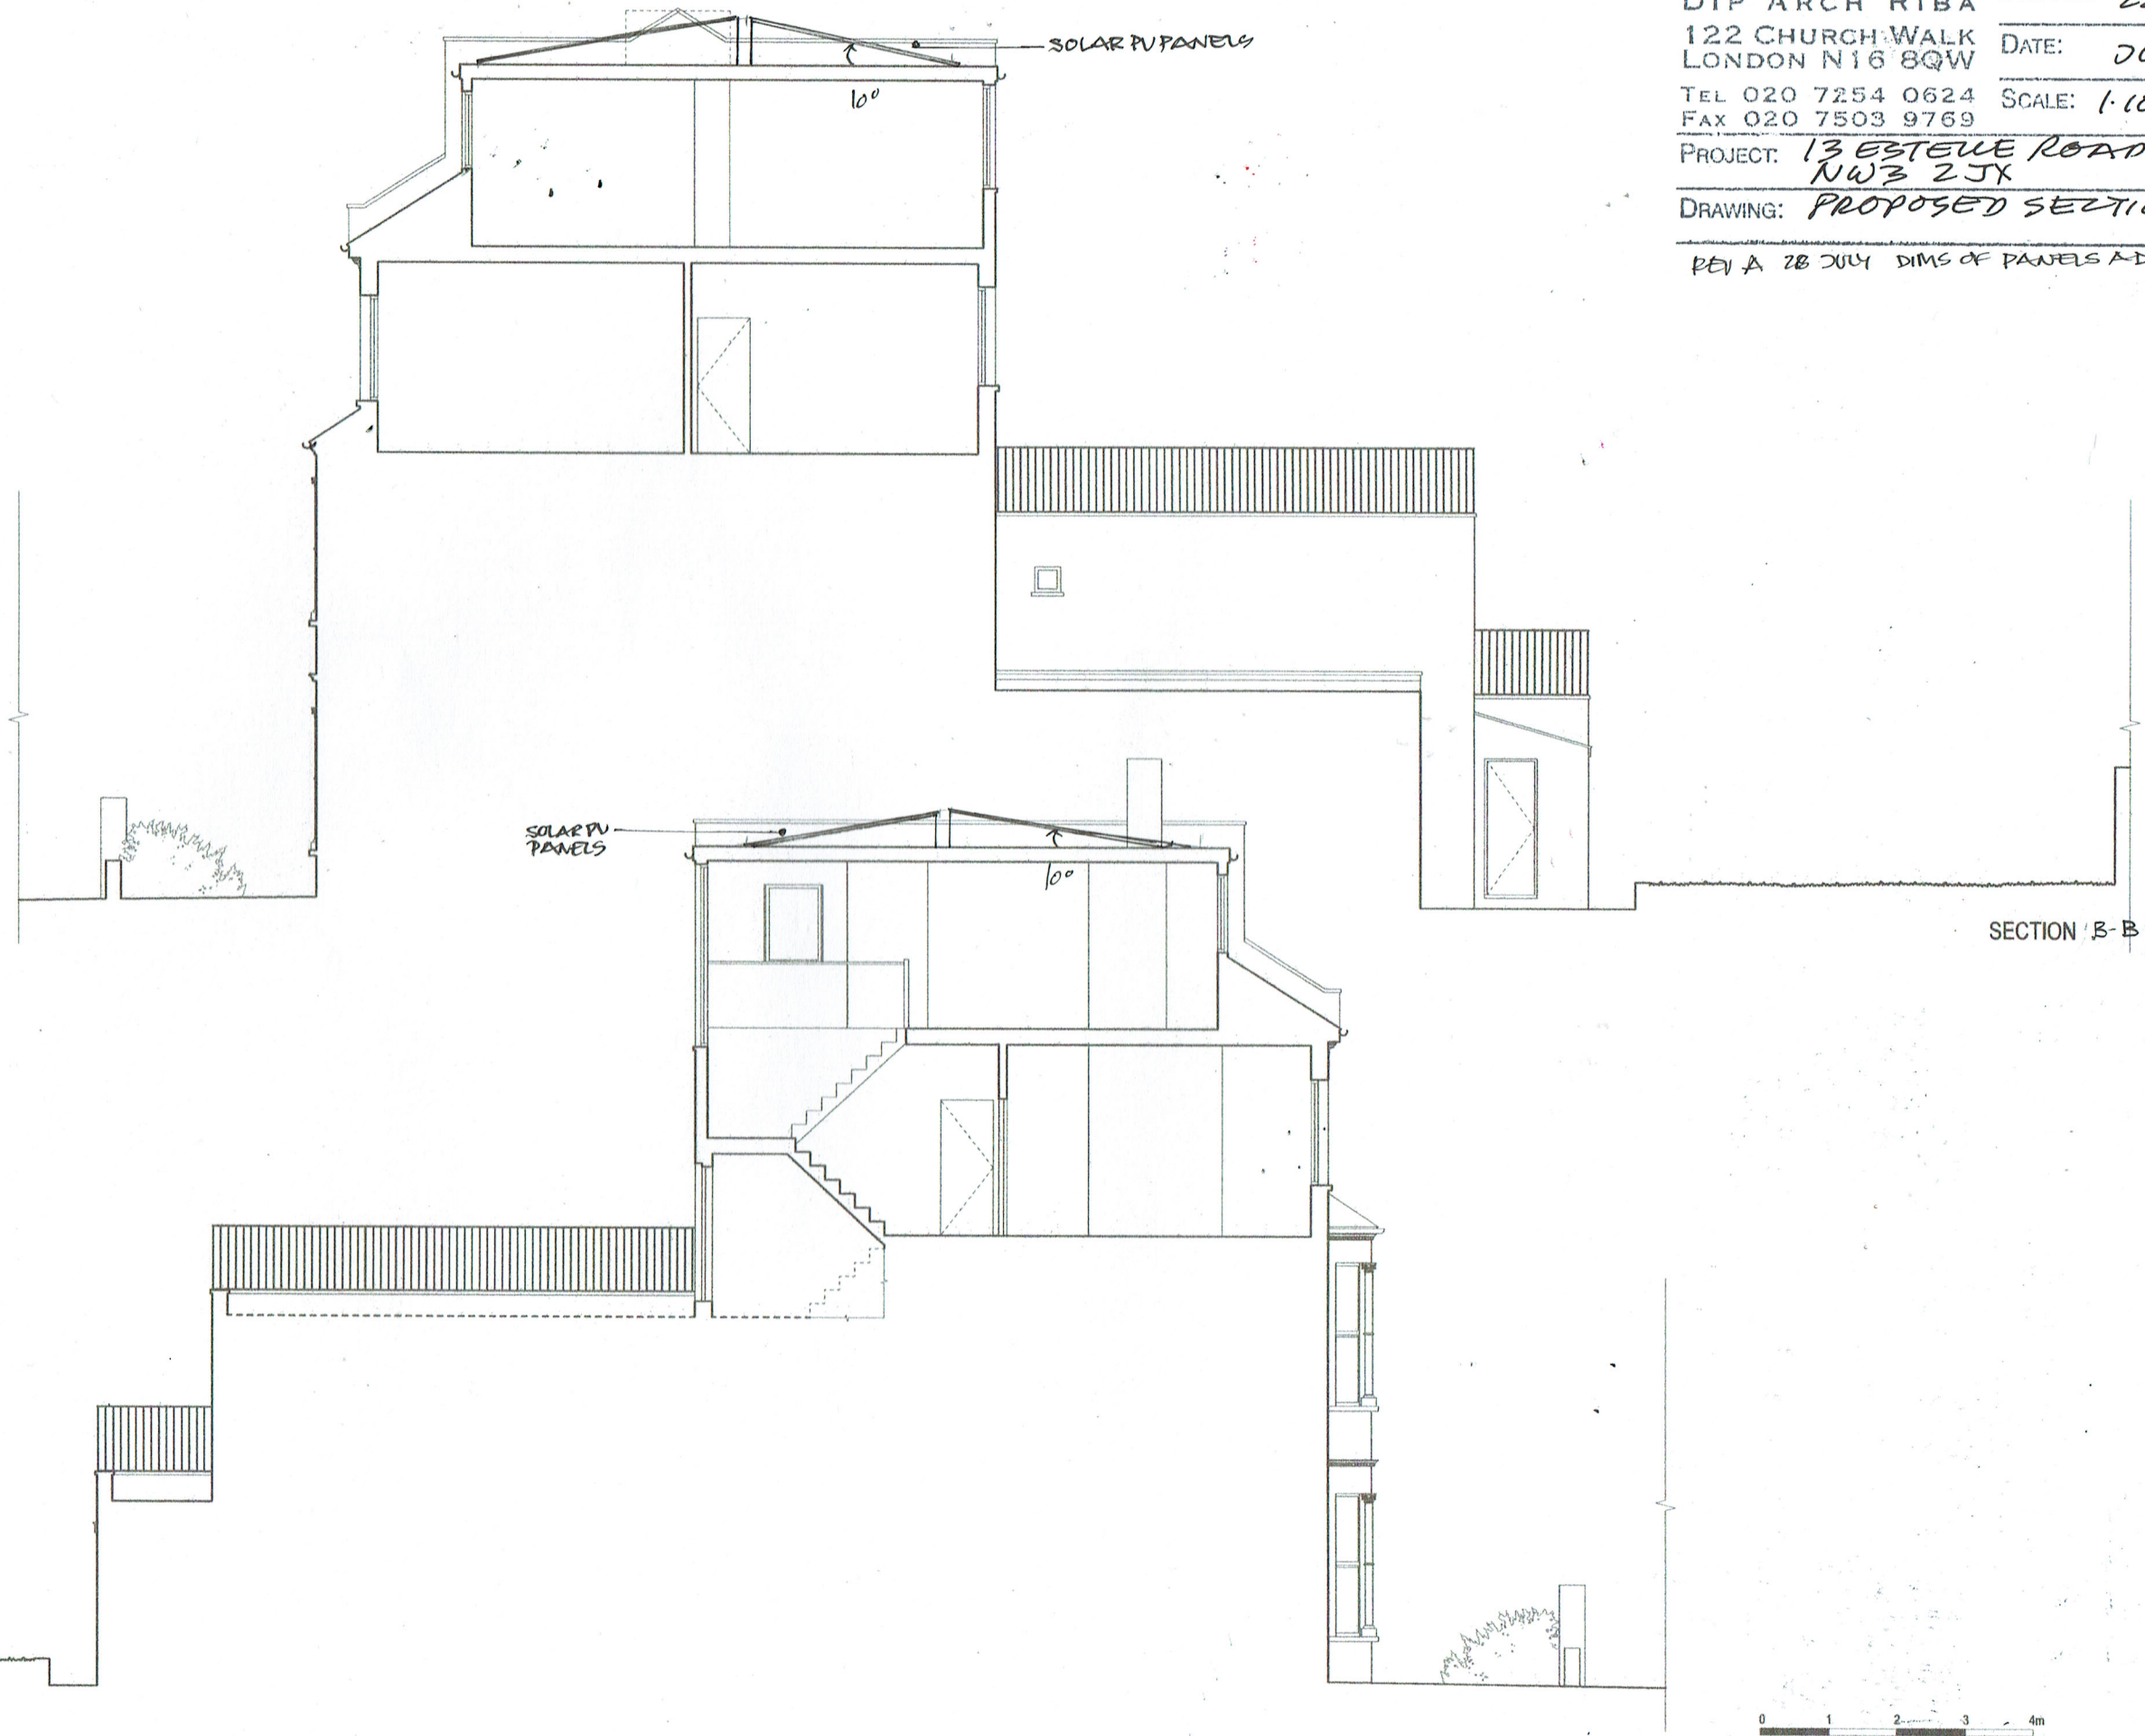 DIP ARCH RIBA
122 CHURCH WALK
LONDON N16 8QW
DATE:
TEL 020 7254 0624
FAX 020 7503 9769
SCALE:
PROJECT: 13 ESTELLE ROAD
NW3 2JX
DRAWING: PROPOSED
REV A 28 JULY DIMS OF PANELS
SOLAR PV PANELS
10°
SECTION B-B
SOLAR PV
PANELS
10°
0 1 2 3 4m